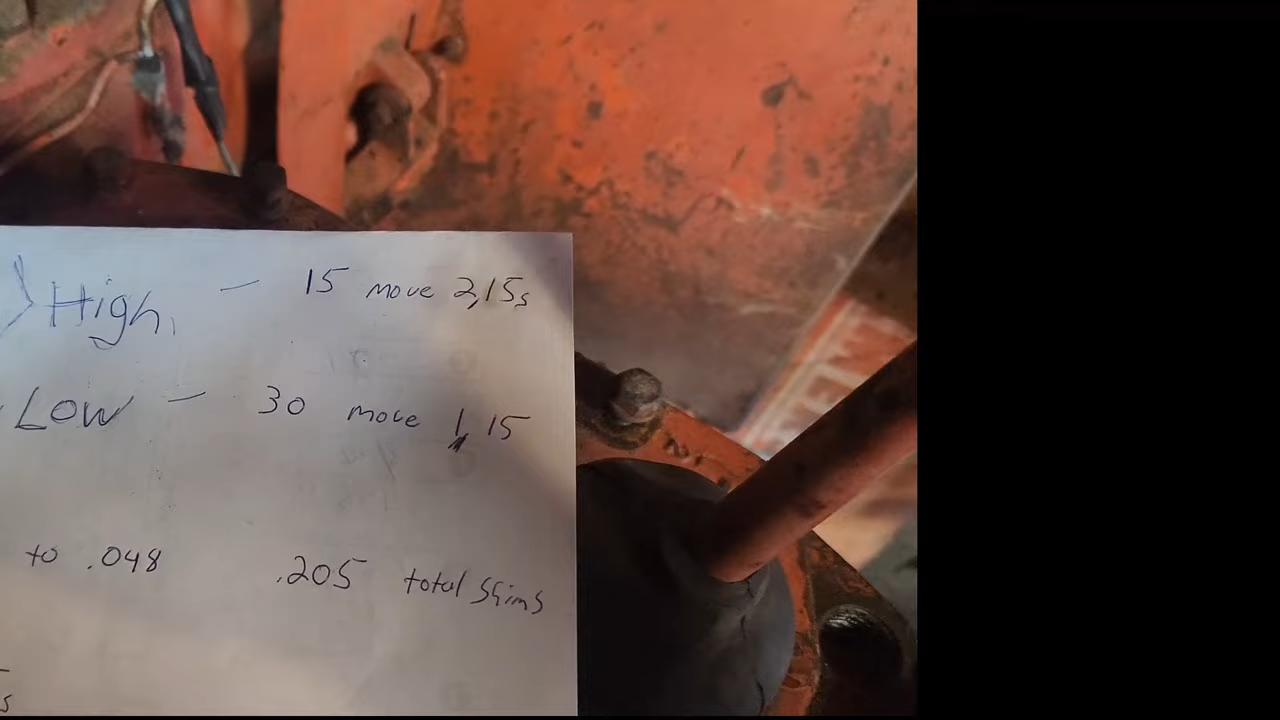 High, — 15 move 2,15s
Low — 30 move 1, 15
to .048 .205 total shims